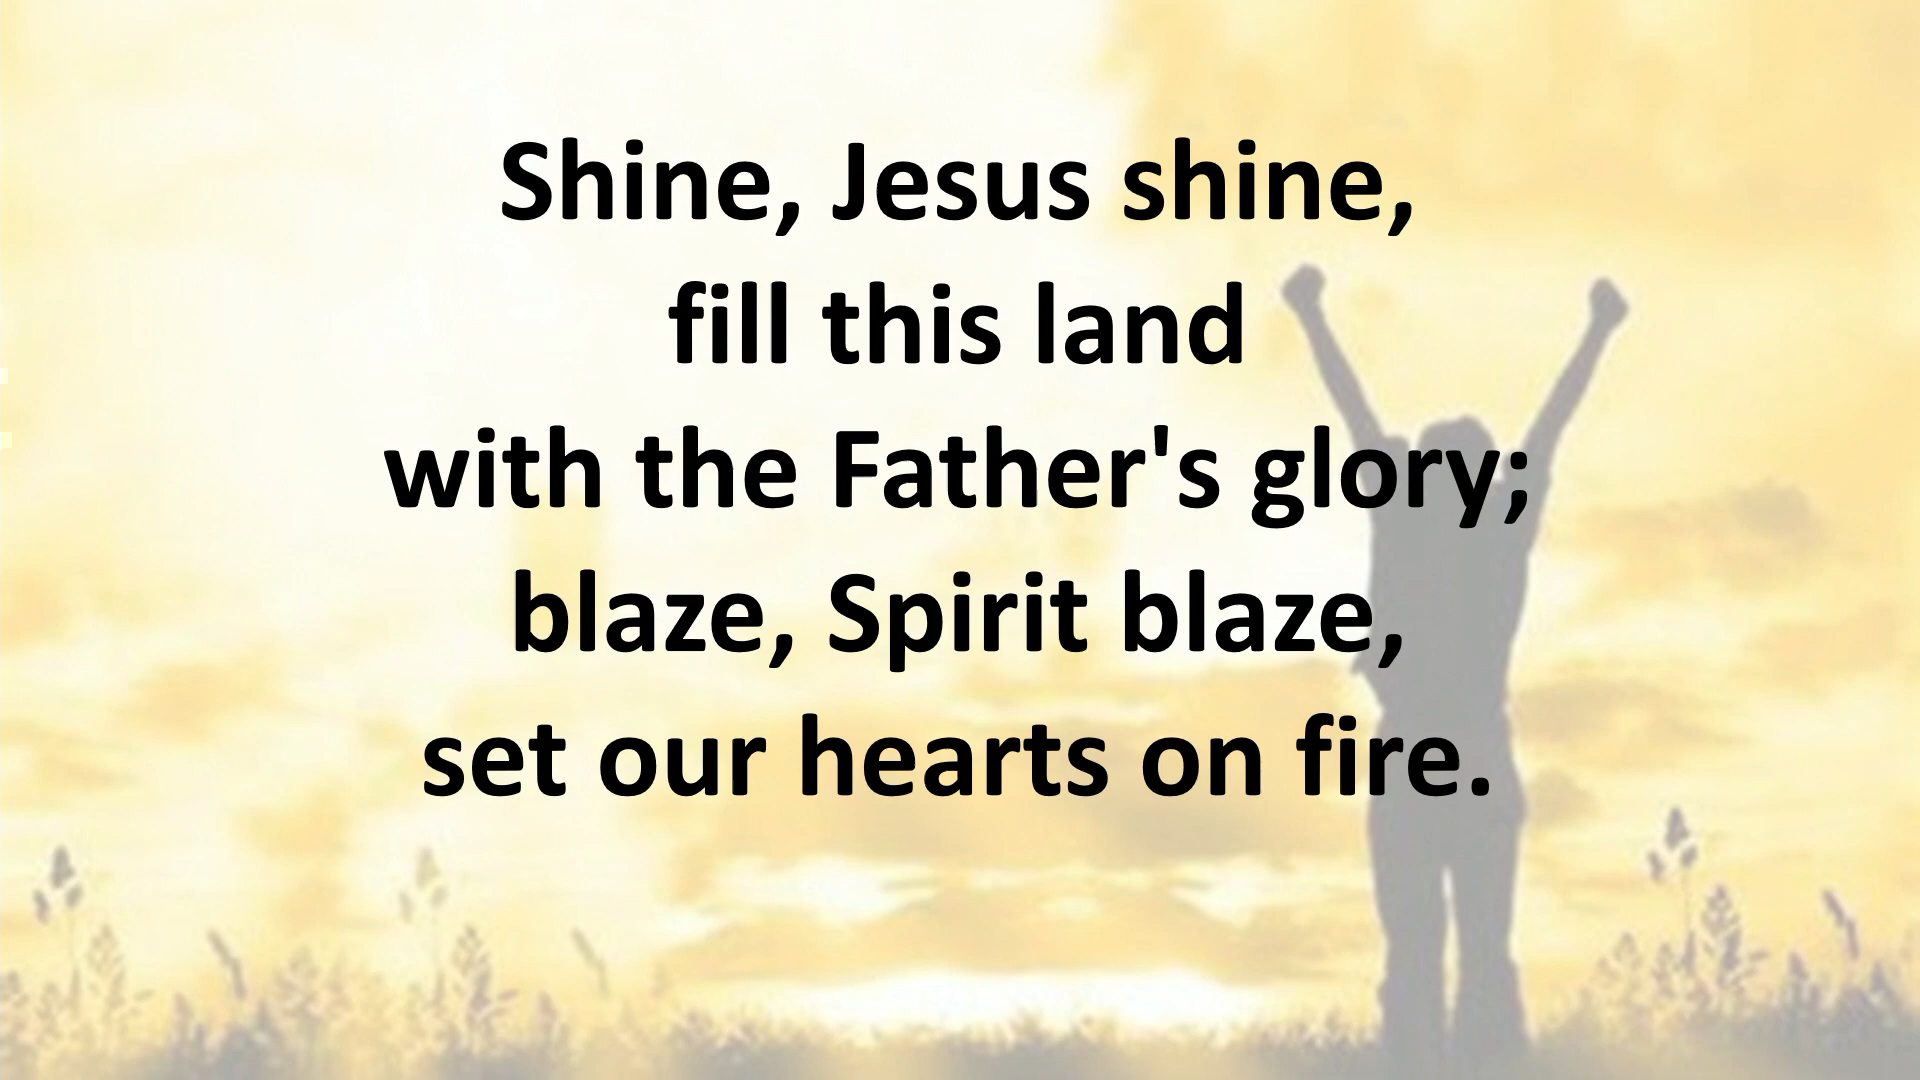 Shine, Jesus shine,
fill this land
with the Father's glory;
blaze, Spirit blaze,
set our hearts on fire.